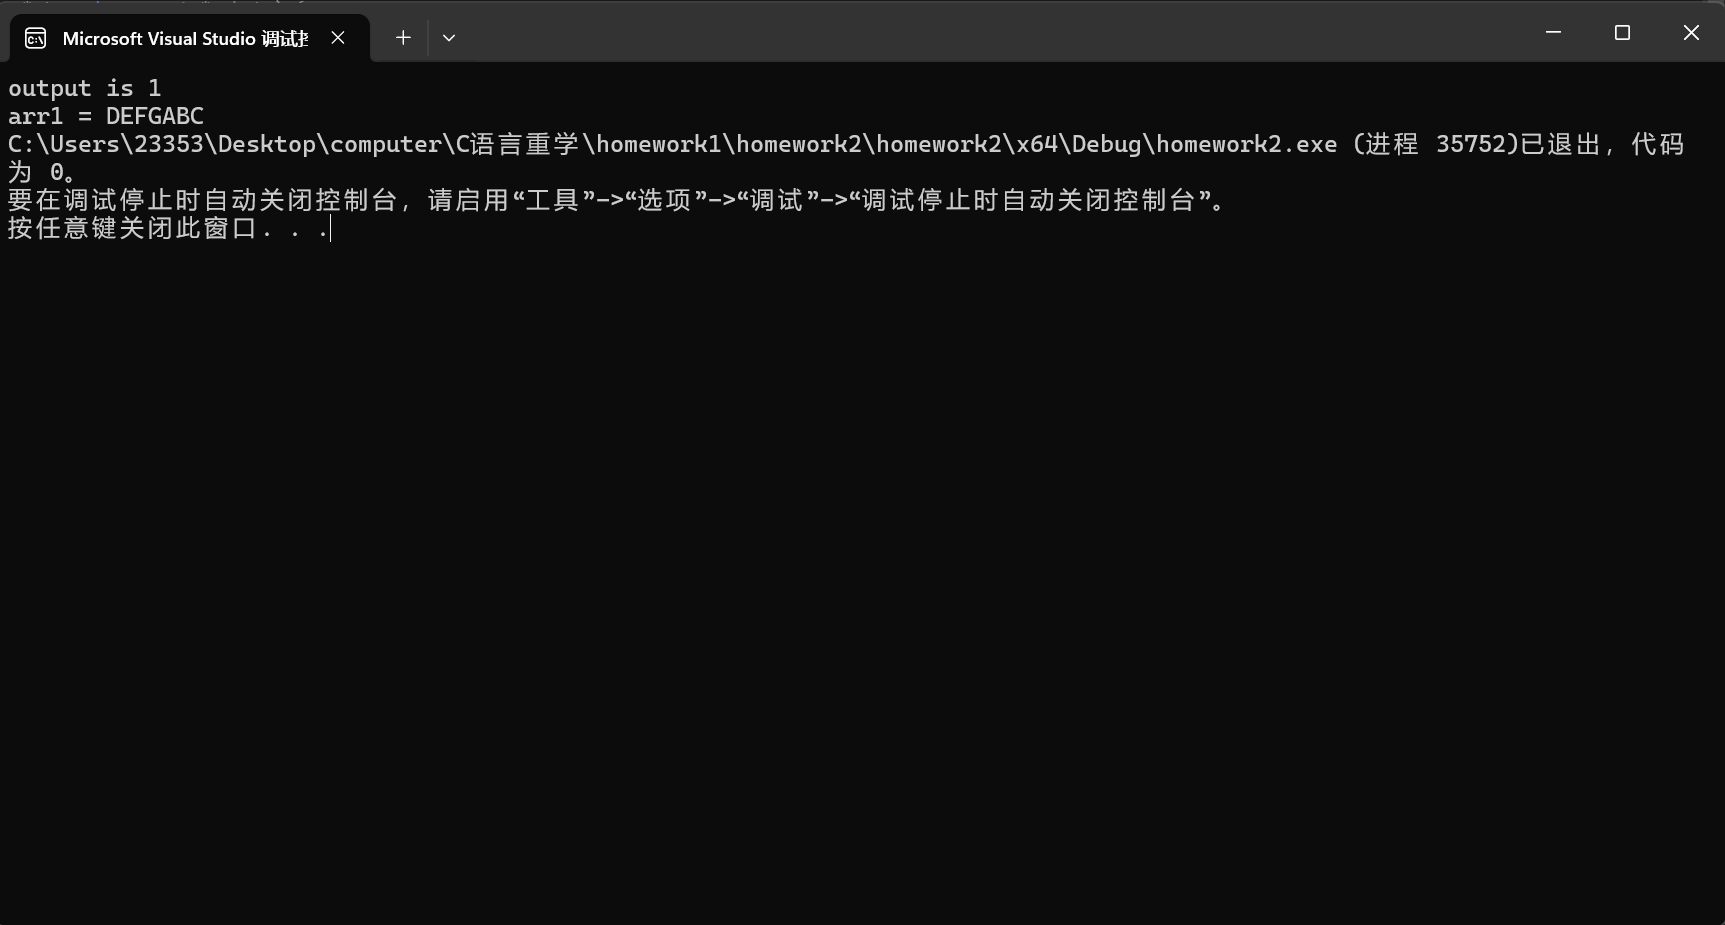 Microsoft Visual Studio 调试
output is 1
arr1 = DEFGABC
C:\Users\23353\Desktop\computer\C语言重学\homework1\homework2\homework2\x64\Debug\homework2.exe (进程 35752)已退出，代码
为 0。
要在调试停止时自动关闭控制台，请启用“工具”->“选项”->“调试”->“调试停止时自动关闭控制台”。
按任意键关闭此窗口. . .